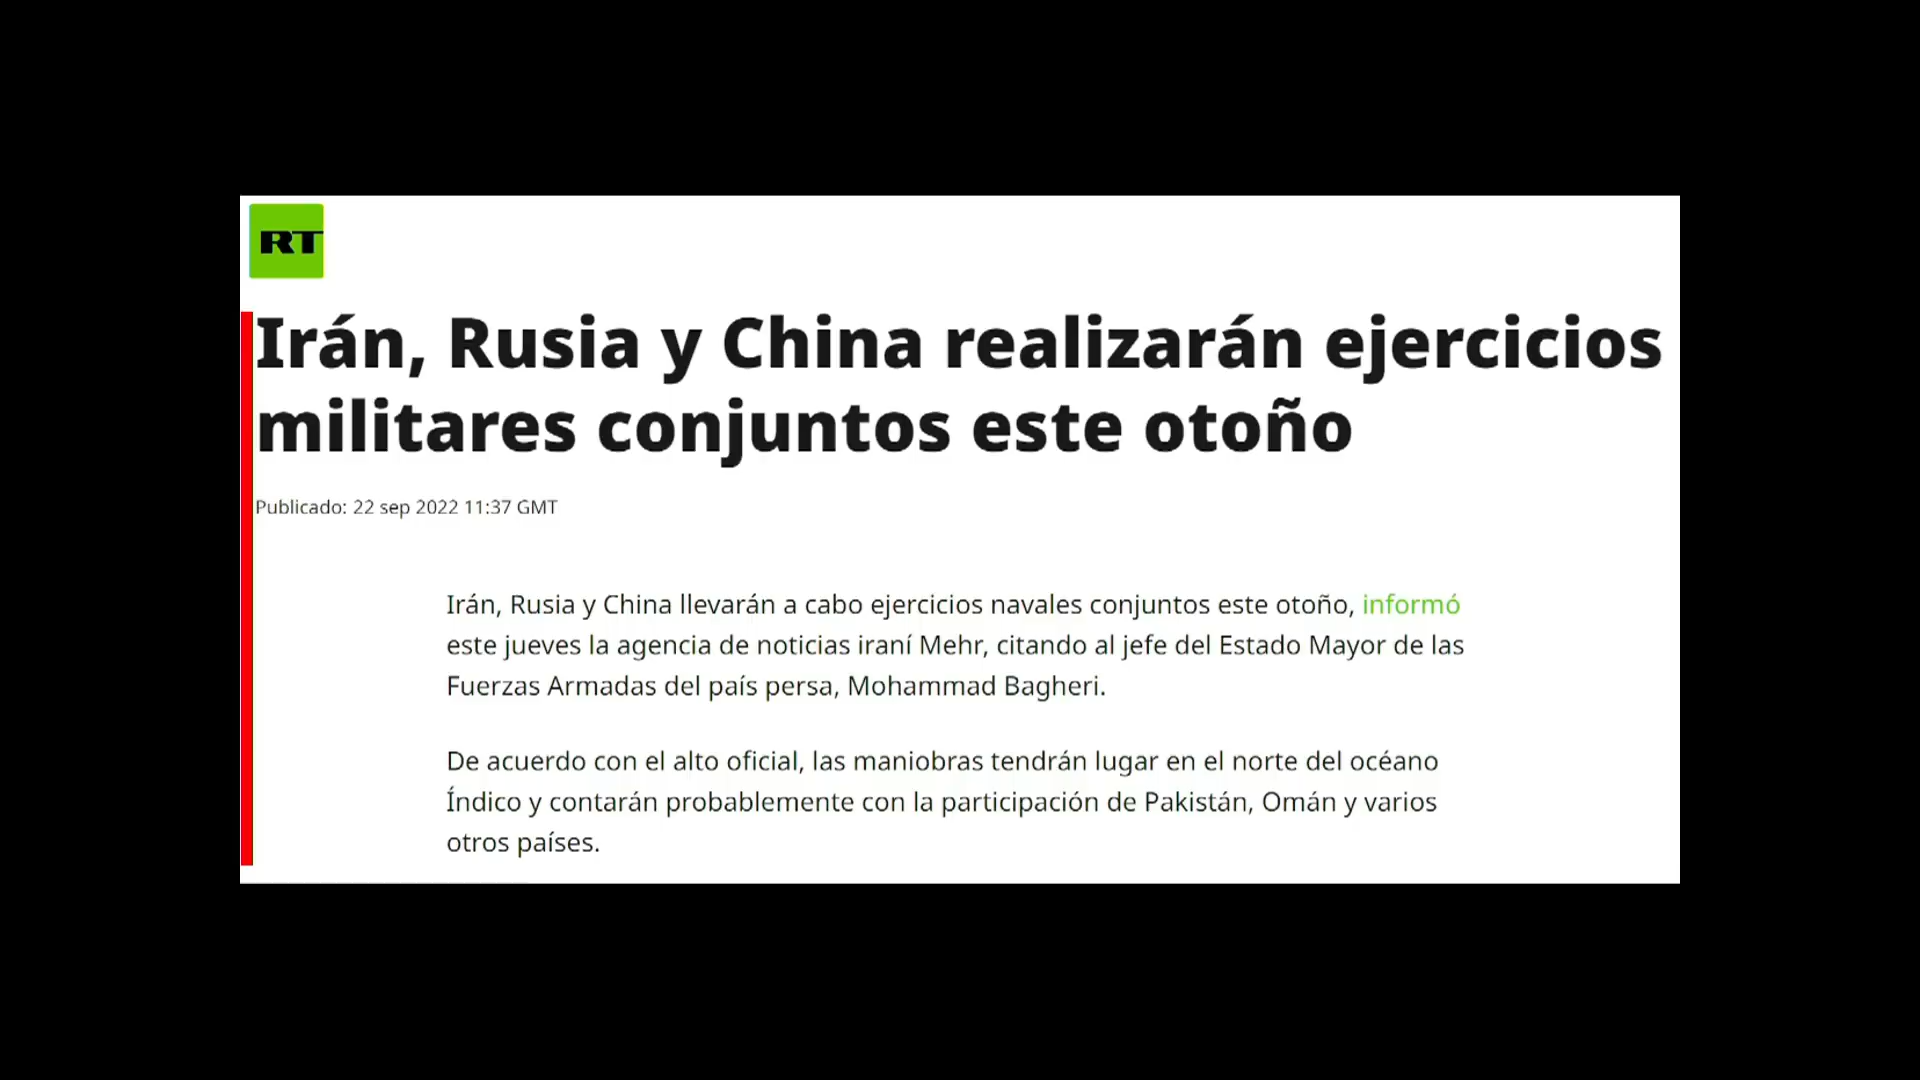 RT
Irán, Rusia y China realizarán ejercicios
militares conjuntos este otoño
Publicado: 22 sep 2022 11:37 GMT
Irán, Rusia y China llevarán a cabo ejercicios navales conjuntos este otoño, informó
este jueves la agencia de noticias iraní Mehr, citando al jefe del Estado Mayor de las
Fuerzas Armadas del país persa, Mohammad Bagheri.
De acuerdo con el alto oficial, las maniobras tendrán lugar en el norte del océano
Índico y contarán probablemente con la participación de Pakistán, Omán y varios
otros países.